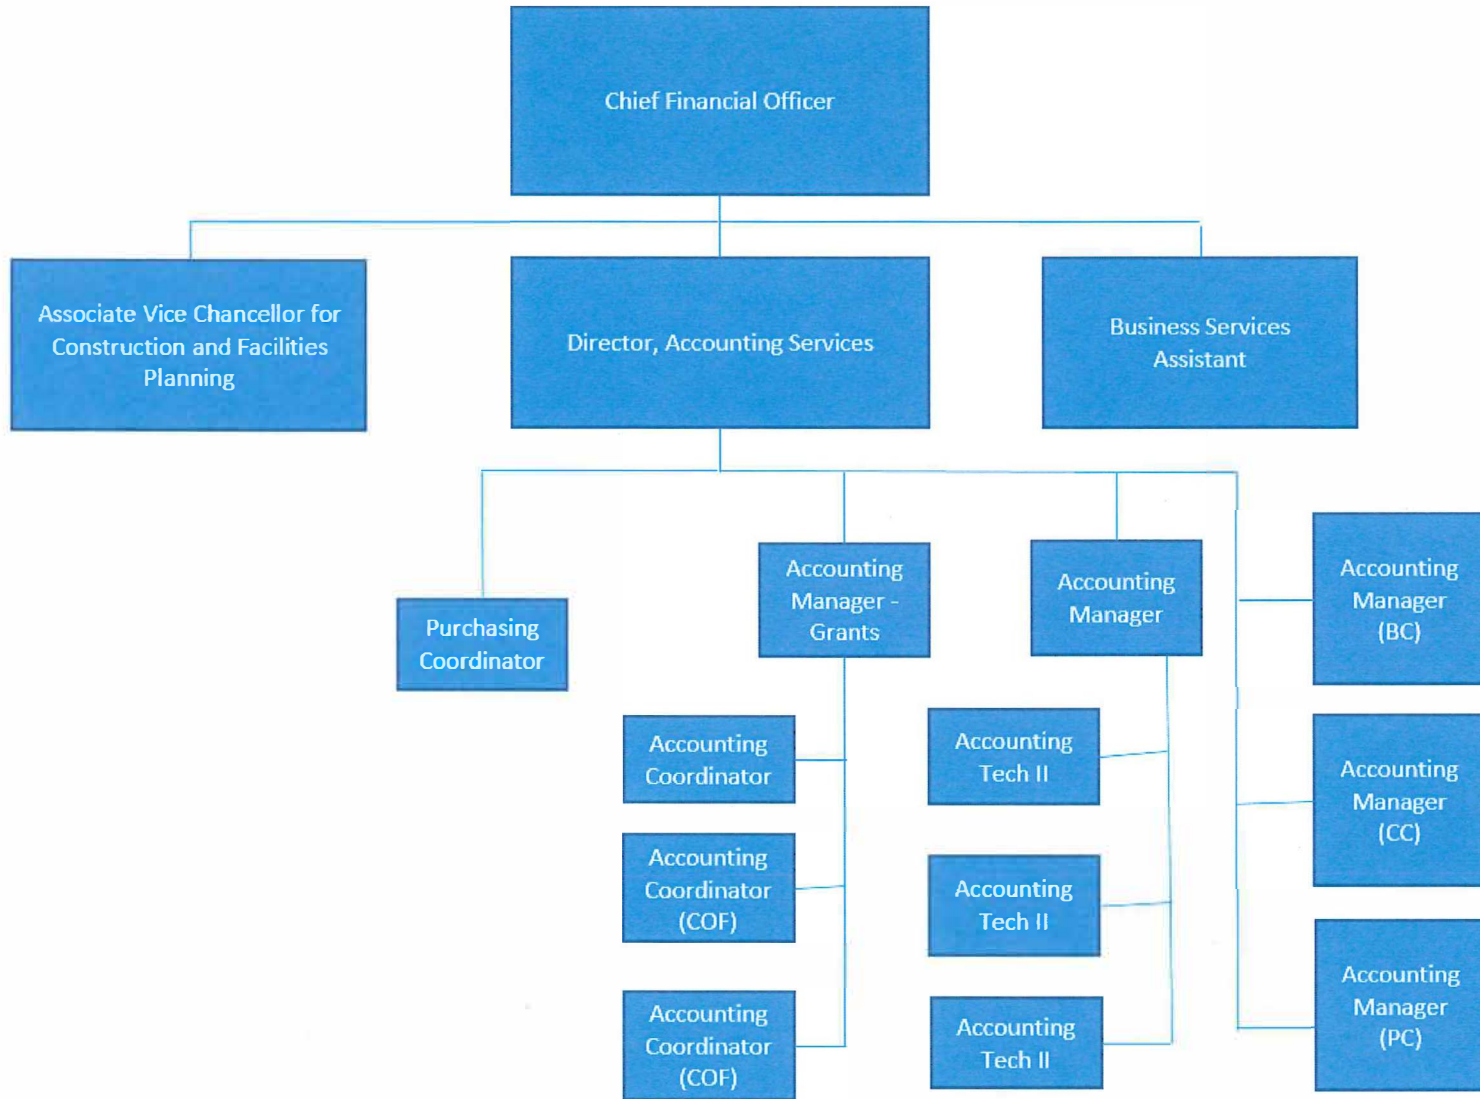 Chief Financial Officer
Associate Vice Chancellor for
Construction and Facilities
Planning
Director, Accounting Services
Business Services
Assistant
Purchasing
Coordinator
Accounting
Manager -
Grants
Accounting
Manager
Accounting
Manager
(BC)
Accounting
Coordinator
Accounting
Tech II
Accounting
Manager
(CC)
Accounting
Coordinator
(COF)
Accounting
Tech II
Accounting
Manager
(PC)
Accounting
Coordinator
(COF)
Accounting
Tech II